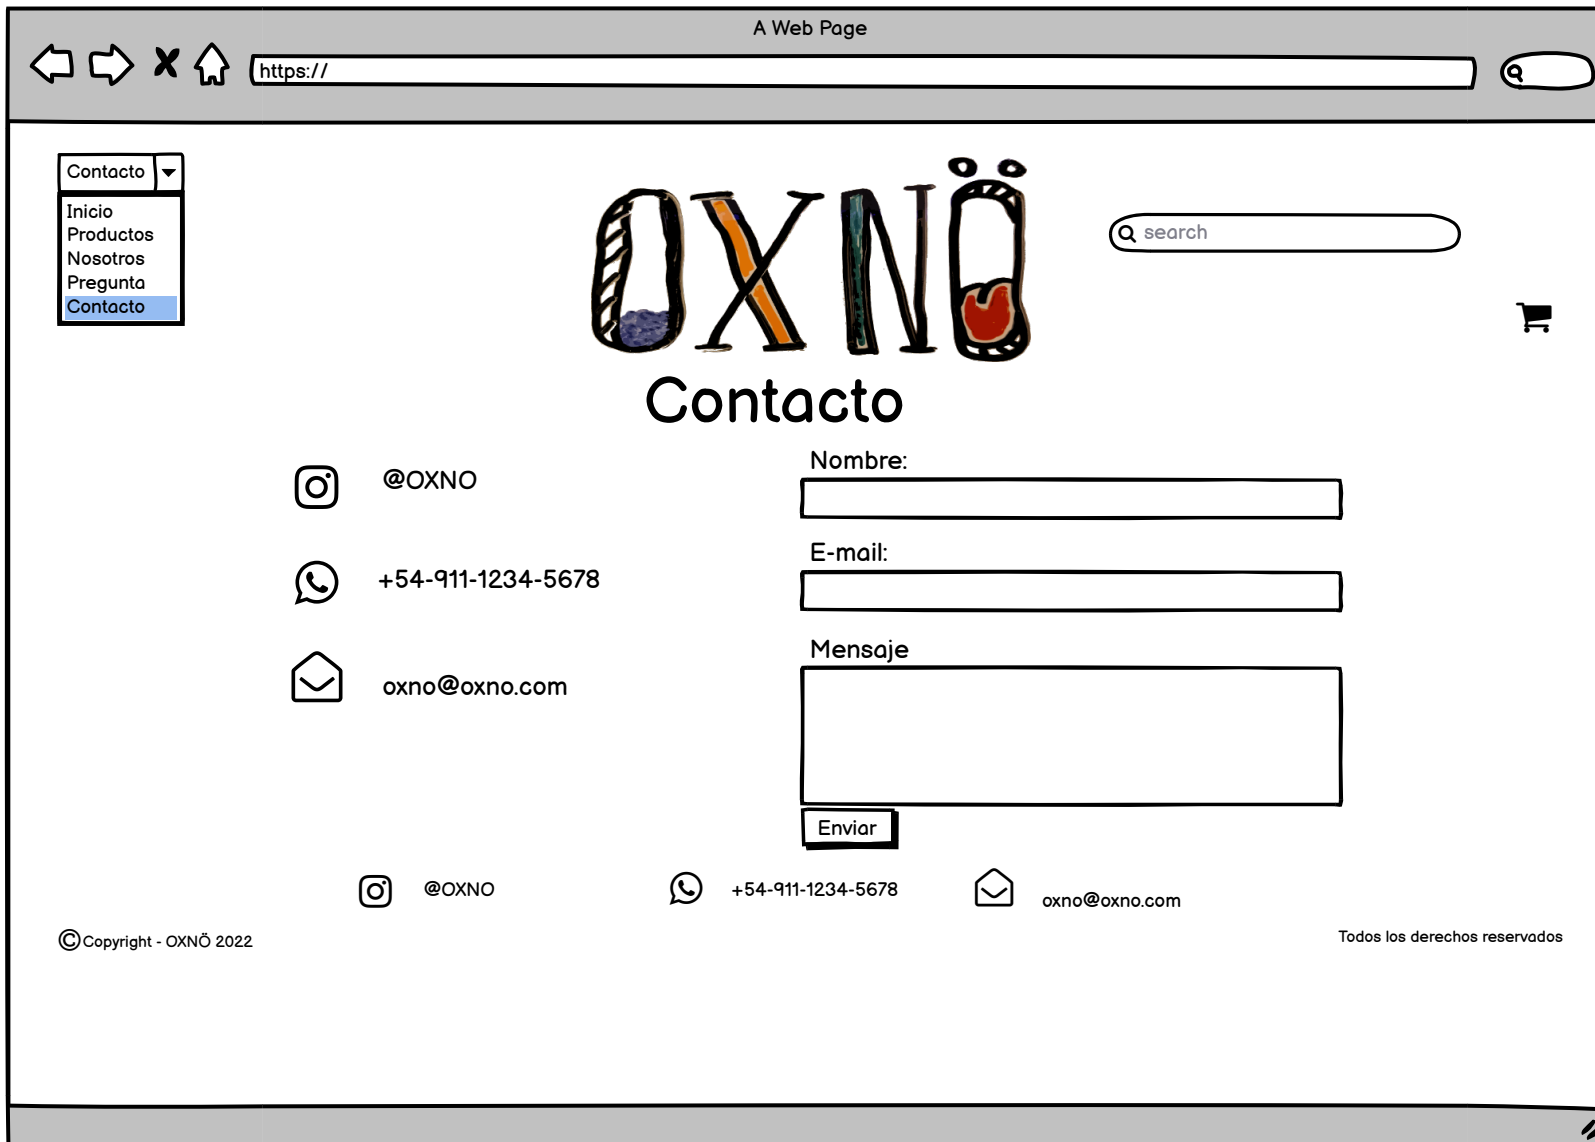 A Web Page
https://
Contacto
Inicio
Productos
Nosotros
Pregunta
Contacto
OXNÖ
search
Contacto
@OXNO
+54-911-1234-5678
oxno@oxno.com
Nombre:
E-mail:
Mensaje
Enviar
@OXNO
+54-911-1234-5678
oxno@oxno.com
©Copyright - OXNÖ 2022
Todos los derechos reservados